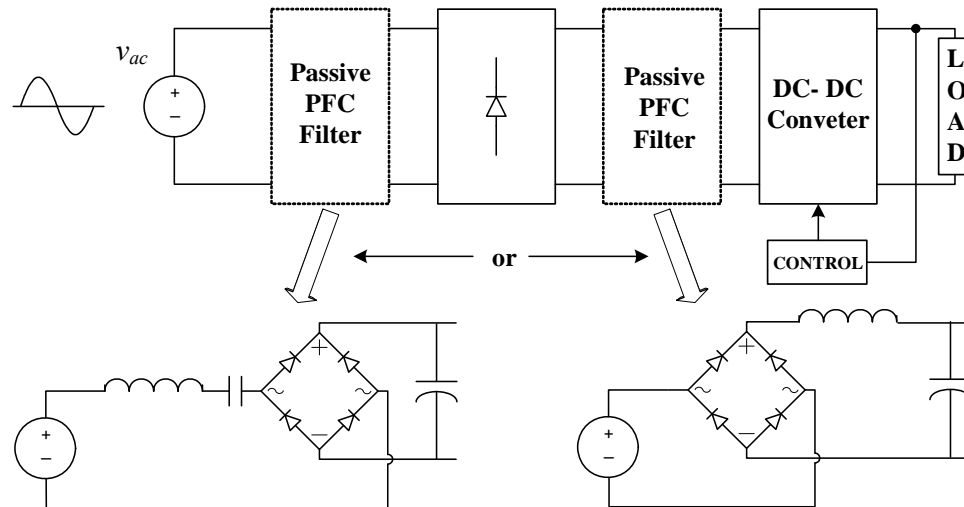 v_ac
+
−
Passive
PFC
Filter
Passive
PFC
Filter
DC- DC
Conveter
L
O
A
D
CONTROL
or
+
~
~
−
+
−
+
~
~
−
+
−